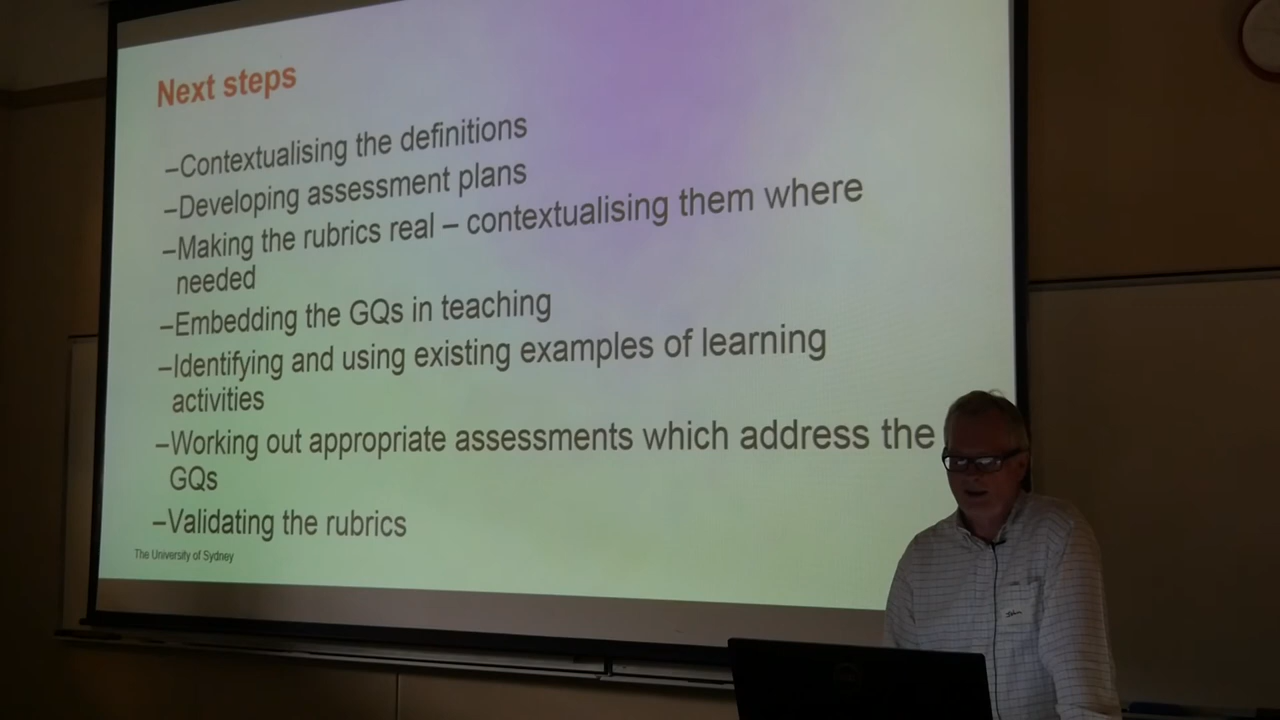 Next steps
–Contextualising the definitions
–Developing assessment plans
–Making the rubrics real – contextualising them where
needed
–Embedding the GQs in teaching
–Identifying and using existing examples of learning
activities
–Working out appropriate assessments which address the
GQs
–Validating the rubrics
The University of Sydney